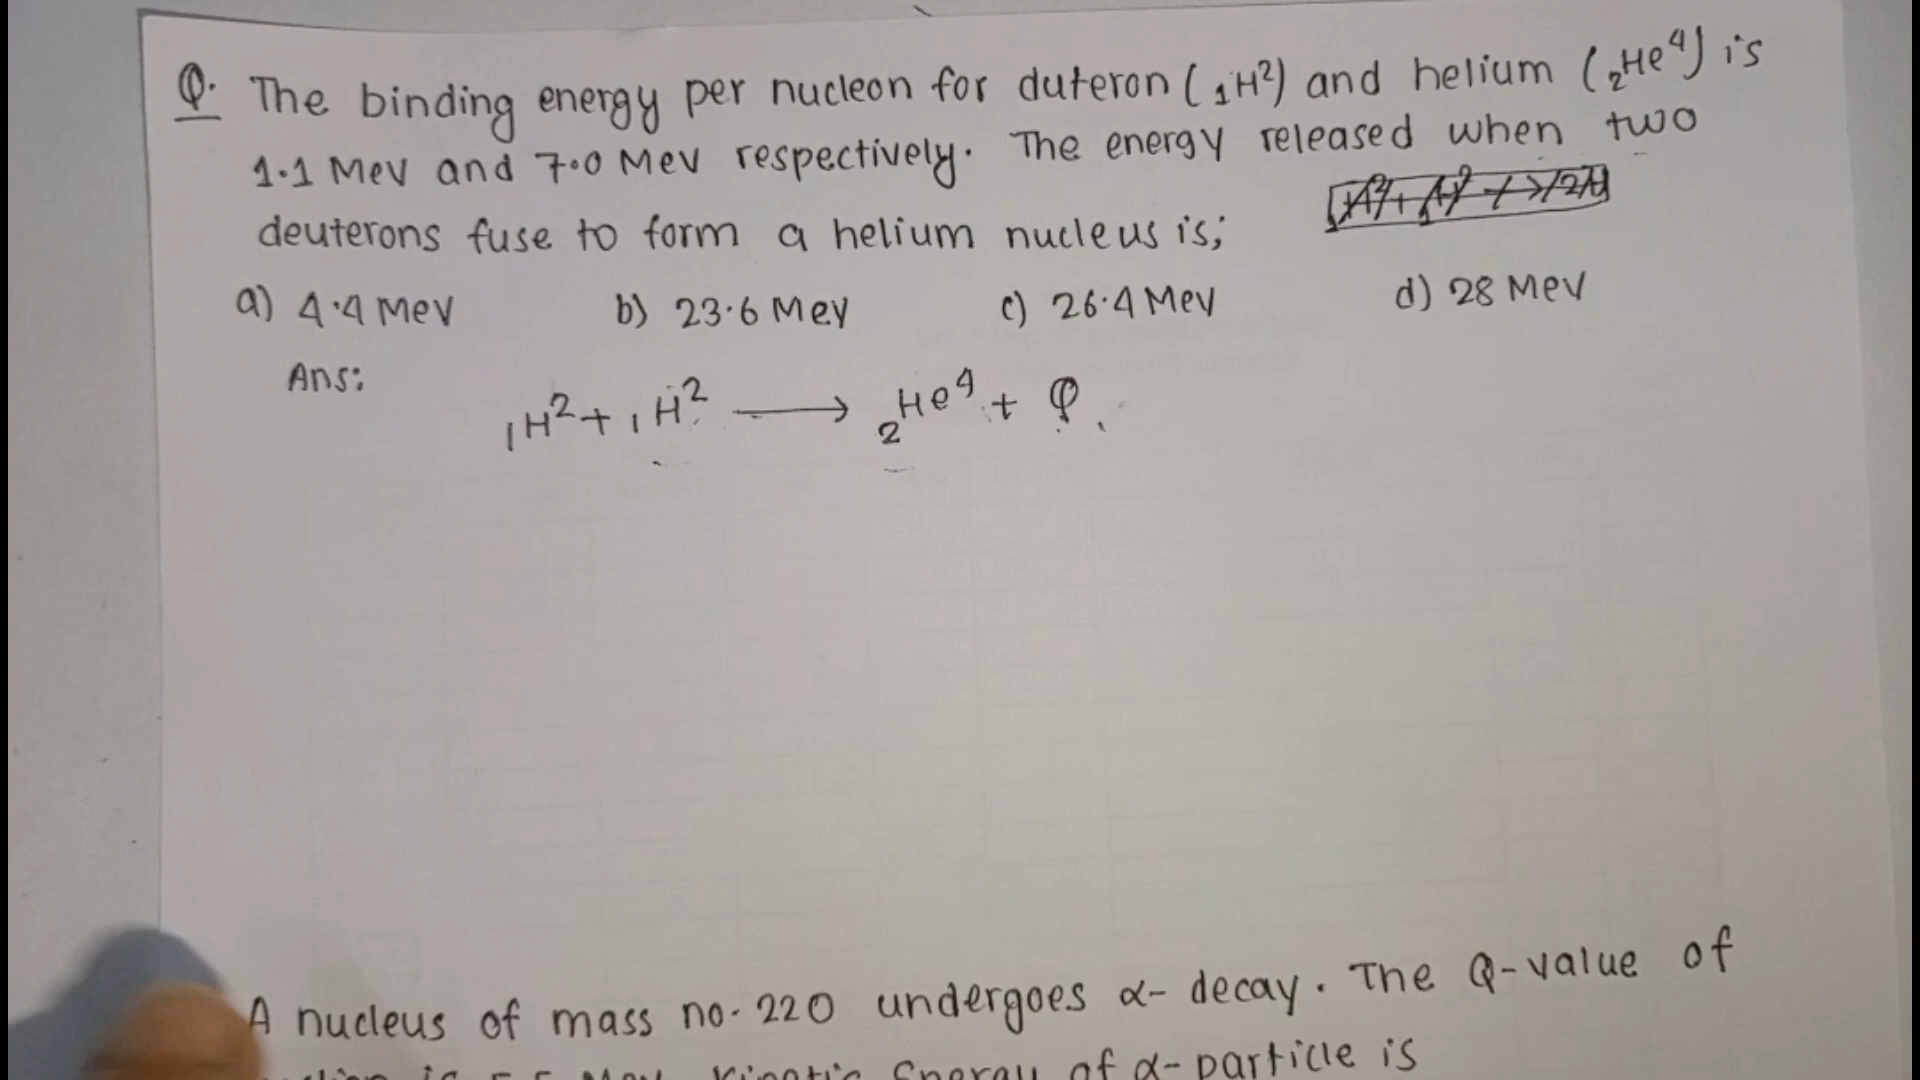 Q. The binding energy per nucleon for duteron (₁H²) and helium (₂He⁴) is
1.1 Mev and 7.0 Mev respectively. The energy released when two
deuterons fuse to form a helium nucleus is;
a) 4.4 Mev b) 23.6 Mev c) 26.4 Mev d) 28 Mev
Ans:
₁H² + ₁H² ⟶ ₂He⁴ + Q
A nucleus of mass no. 220 undergoes α- decay. The Q-value of
is Kinetic Energy of α-particle is